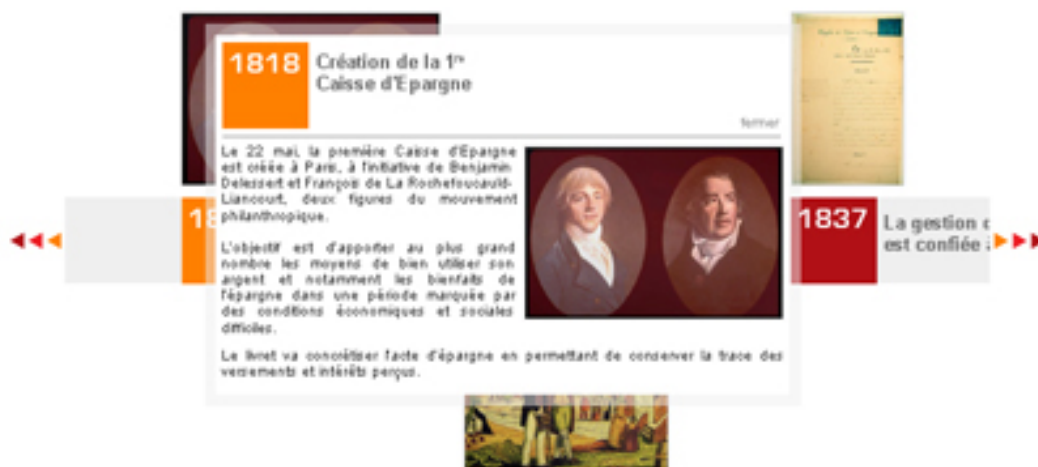 1818
Création de la 1re
Caisse d'Epargne
fermer
Le 22 mai, la première Caisse d'Epargne
est créée à Paris, à l'initiative de Benjamin
Delessert et François de La Rochefoucauld-
Liancourt, deux figures du mouvement
philanthropique.
L'objectif est d'apporter au plus grand
nombre les moyens de bien utiliser son
argent et notamment les bienfaits de
l'épargne dans une période marquée par
des conditions économiques et sociales
difficiles.
Le livret va concrétiser l'acte d'épargne en permettant de conserver la trace des
versements et intérêts perçus.
1837
La gestion
est confiée